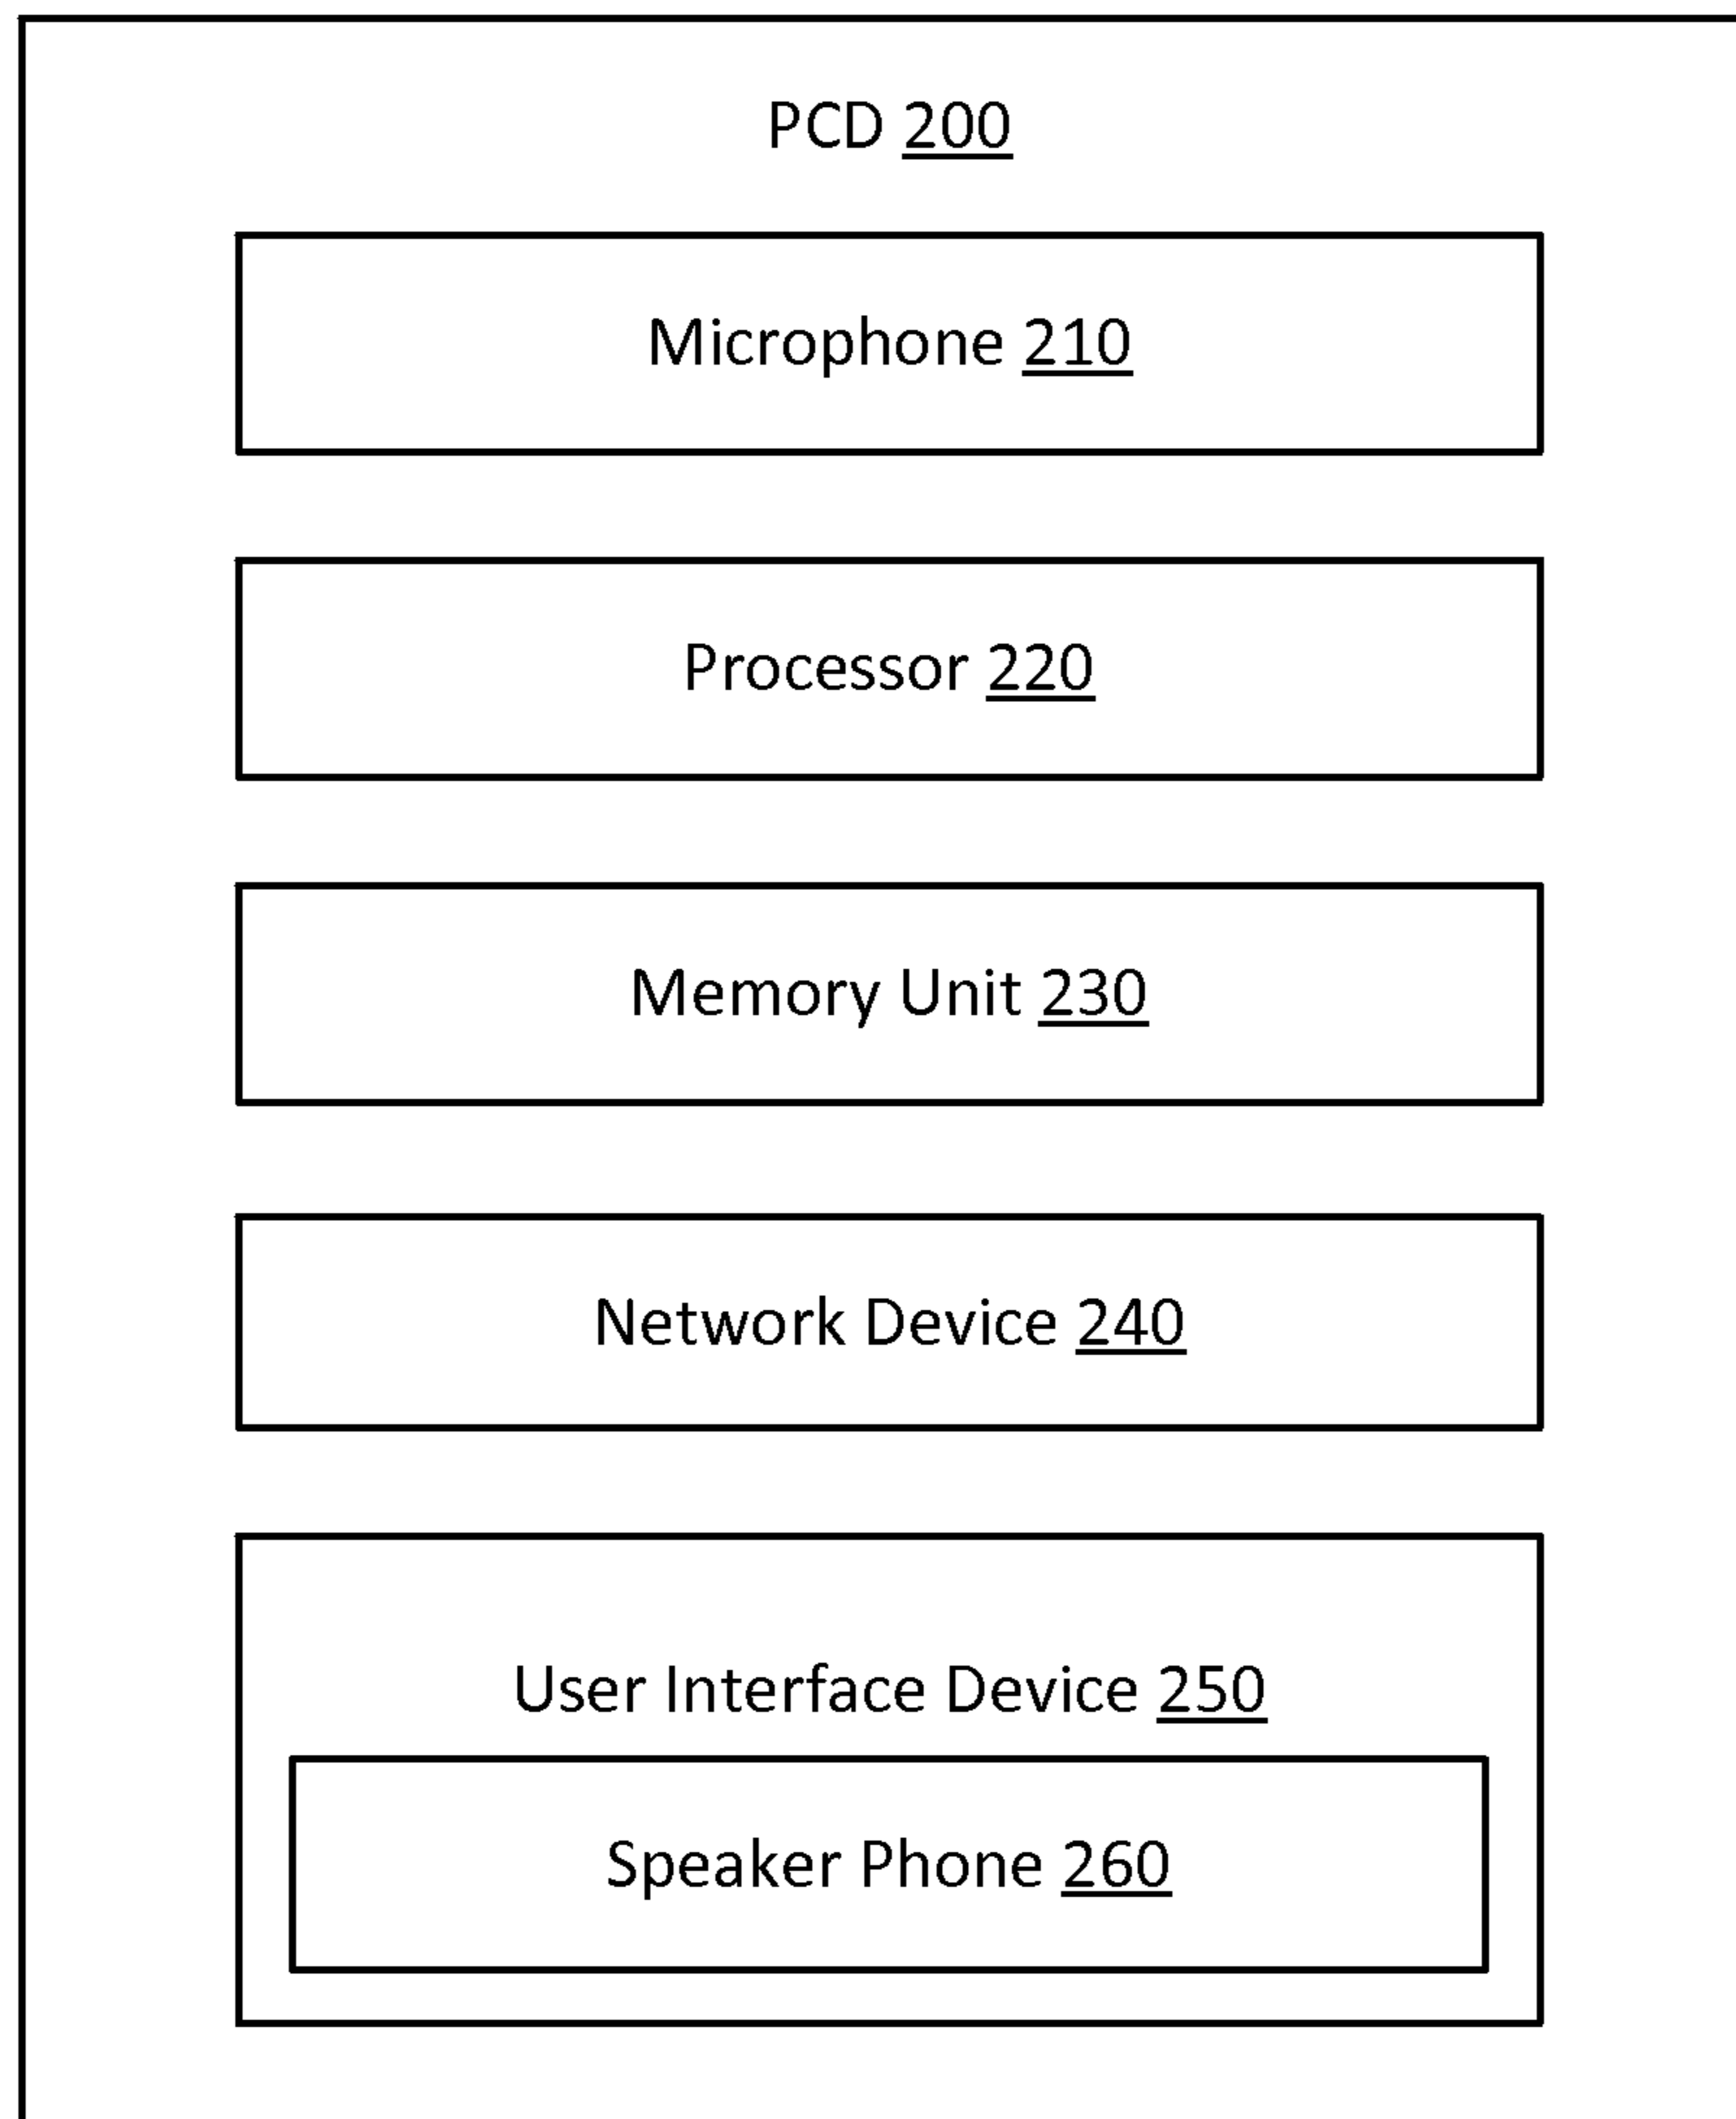 PCD 200
Microphone 210
Processor 220
Memory Unit 230
Network Device 240
User Interface Device 250
Speaker Phone 260